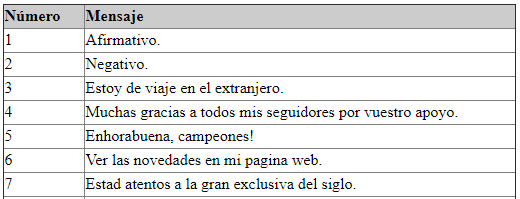 Número Mensaje
1 Afirmativo.
2 Negativo.
3 Estoy de viaje en el extranjero.
4 Muchas gracias a todos mis seguidores por vuestro apoyo.
5 Enhorabuena, campeones!
6 Ver las novedades en mi pagina web.
7 Estad atentos a la gran exclusiva del siglo.